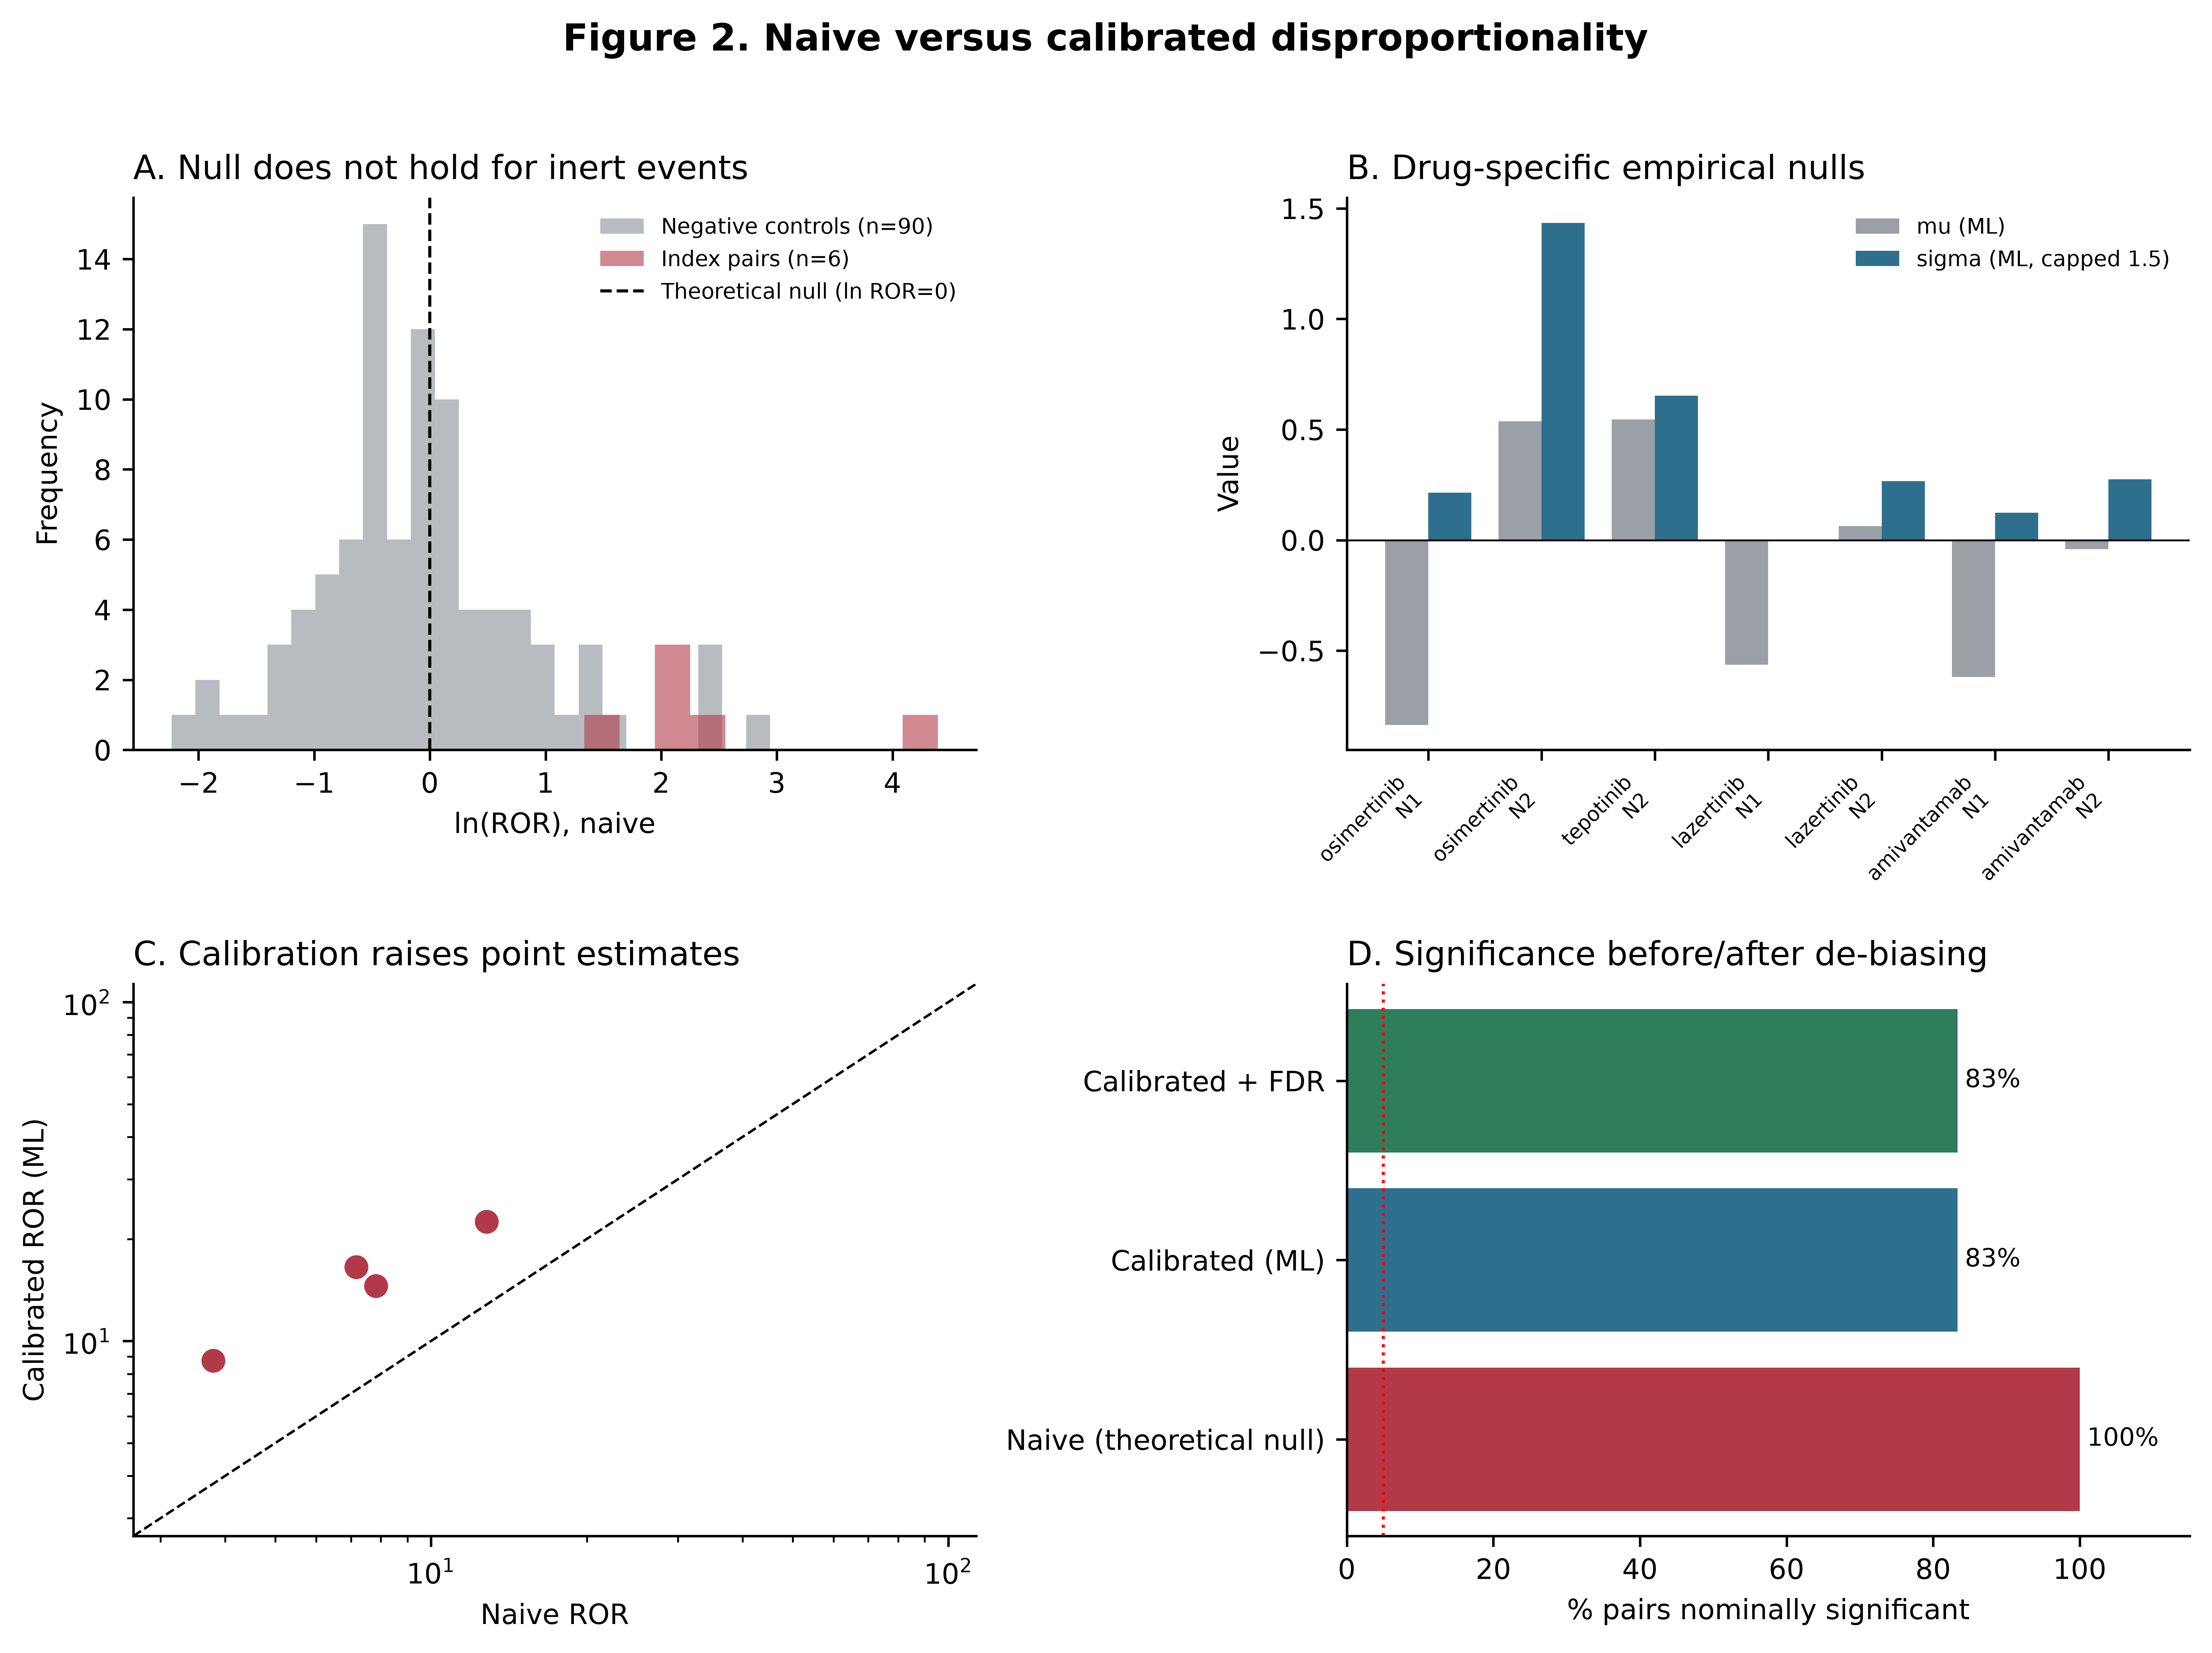 Figure 2. Naive versus calibrated disproportionality
A. Null does not hold for inert events
Negative controls (n=90)
Index pairs (n=6)
Theoretical null (ln ROR=0)
Frequency
14
12
10
8
6
4
2
0
−2 −1 0 1 2 3 4
ln(ROR), naive
B. Drug-specific empirical nulls
mu (ML)
sigma (ML, capped 1.5)
Value
1.5
1.0
0.5
0.0
−0.5
osimertinib
N1
osimertinib
N2
tepotinib
N2
lazertinib
N1
lazertinib
N2
amivantamab
N1
amivantamab
N2
C. Calibration raises point estimates
Calibrated ROR (ML)
10²
10¹
10¹ 10²
Naive ROR
D. Significance before/after de-biasing
Calibrated + FDR
83%
Calibrated (ML)
83%
Naive (theoretical null)
100%
0 20 40 60 80 100
% pairs nominally significant